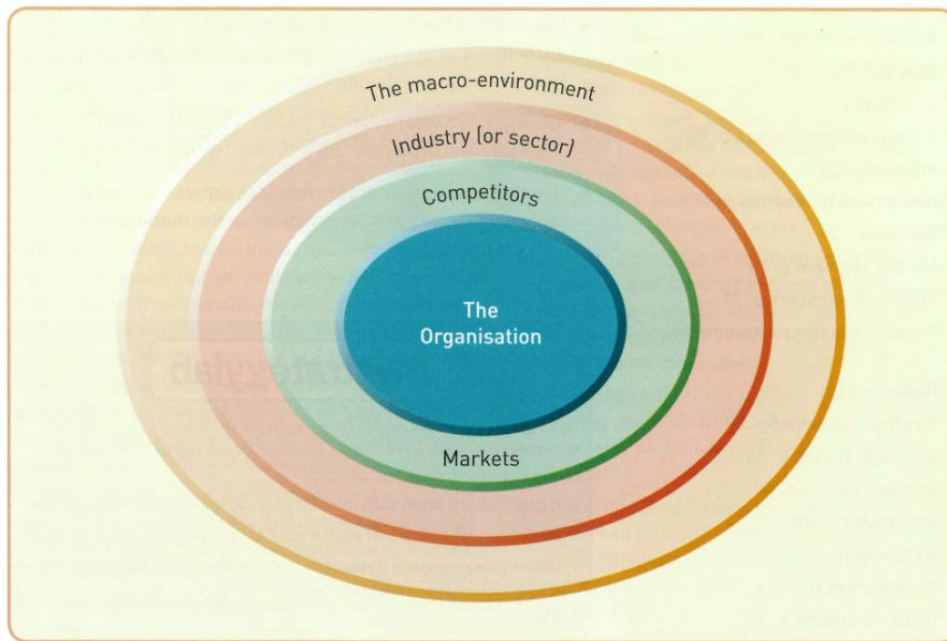 The macro-environment
Industry (or sector)
Competitors
The
Organisation
Markets